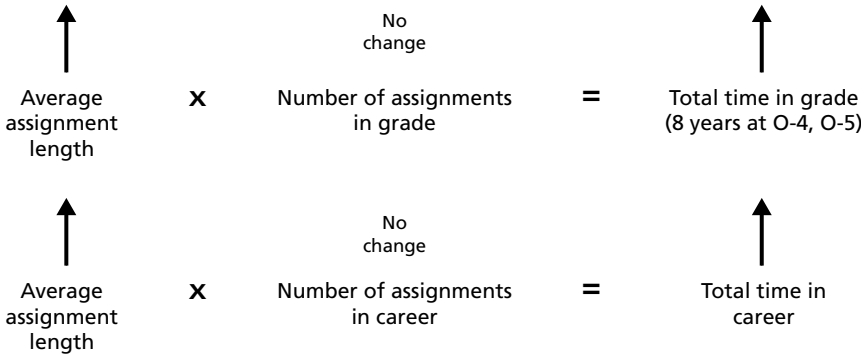 No
change
Average
assignment
length
x
Number of assignments
in grade
=
Total time in grade
(8 years at O-4, O-5)
No
change
Average
assignment
length
x
Number of assignments
in career
=
Total time in
career